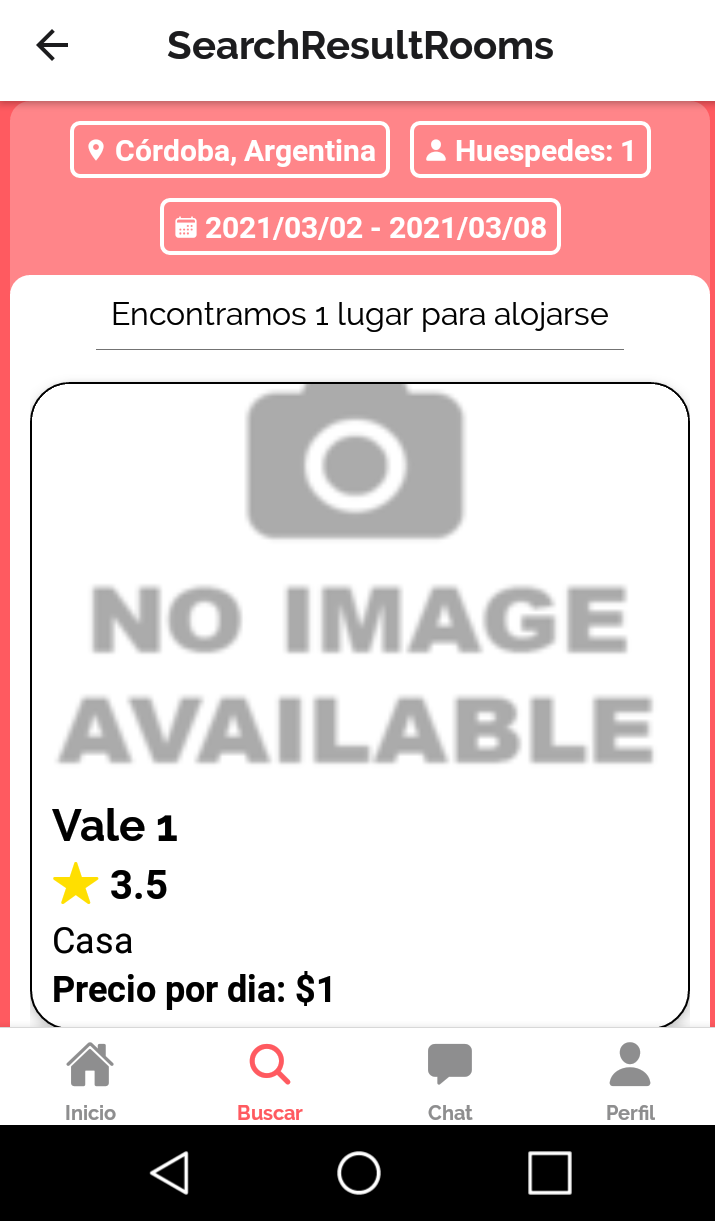 SearchResultRooms
Córdoba, Argentina
Huespedes: 1
2021/03/02 - 2021/03/08
Encontramos 1 lugar para alojarse
NO IMAGE
AVAILABLE
Vale 1
3.5
Casa
Precio por dia: $1
Inicio
Buscar
Chat
Perfil